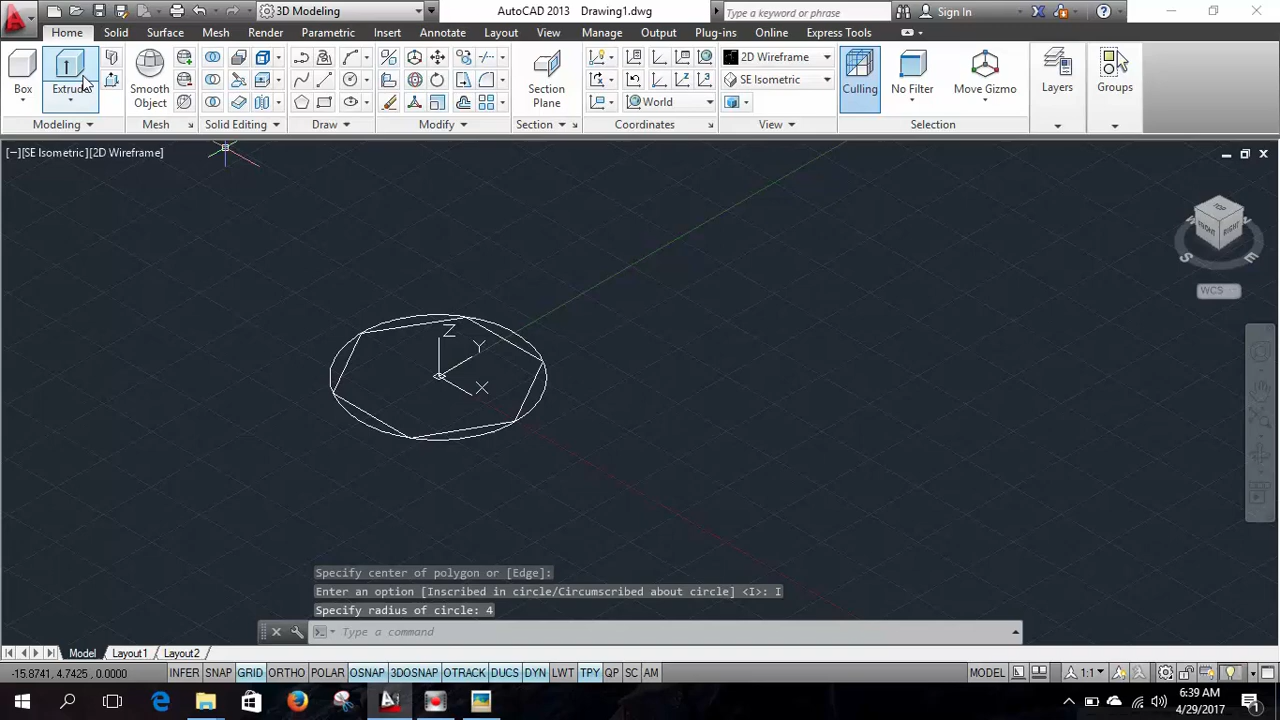 3D Modeling
AutoCAD 2013 Drawing1.dwg
Type a keyword or phrase
Sign In
Home Solid Surface Mesh Render Parametric Insert Annotate Layout View Manage Output Plug-ins Online Express Tools
Box
Extrude
Smooth Object
Section Plane
2D Wireframe
SE Isometric
World
Culling
No Filter
Move Gizmo
Layers
Groups
Modeling Mesh Solid Editing Draw Modify Section Coordinates View Selection
[−][SE Isometric][2D Wireframe]
TOP
FRONT RIGHT
S E
WCS
Z
Y
X
Specify center of polygon or [Edge]:
Enter an option [Inscribed in circle/Circumscribed about circle] <I>: I
Specify radius of circle: 4
Type a command
Model Layout1 Layout2
-15.8741, 4.7425, 0.0000 INFER SNAP GRID ORTHO POLAR OSNAP 3DOSNAP OTRACK DUCS DYN LWT TPY QP SC AM MODEL 1:1
6:39 AM
4/29/2017